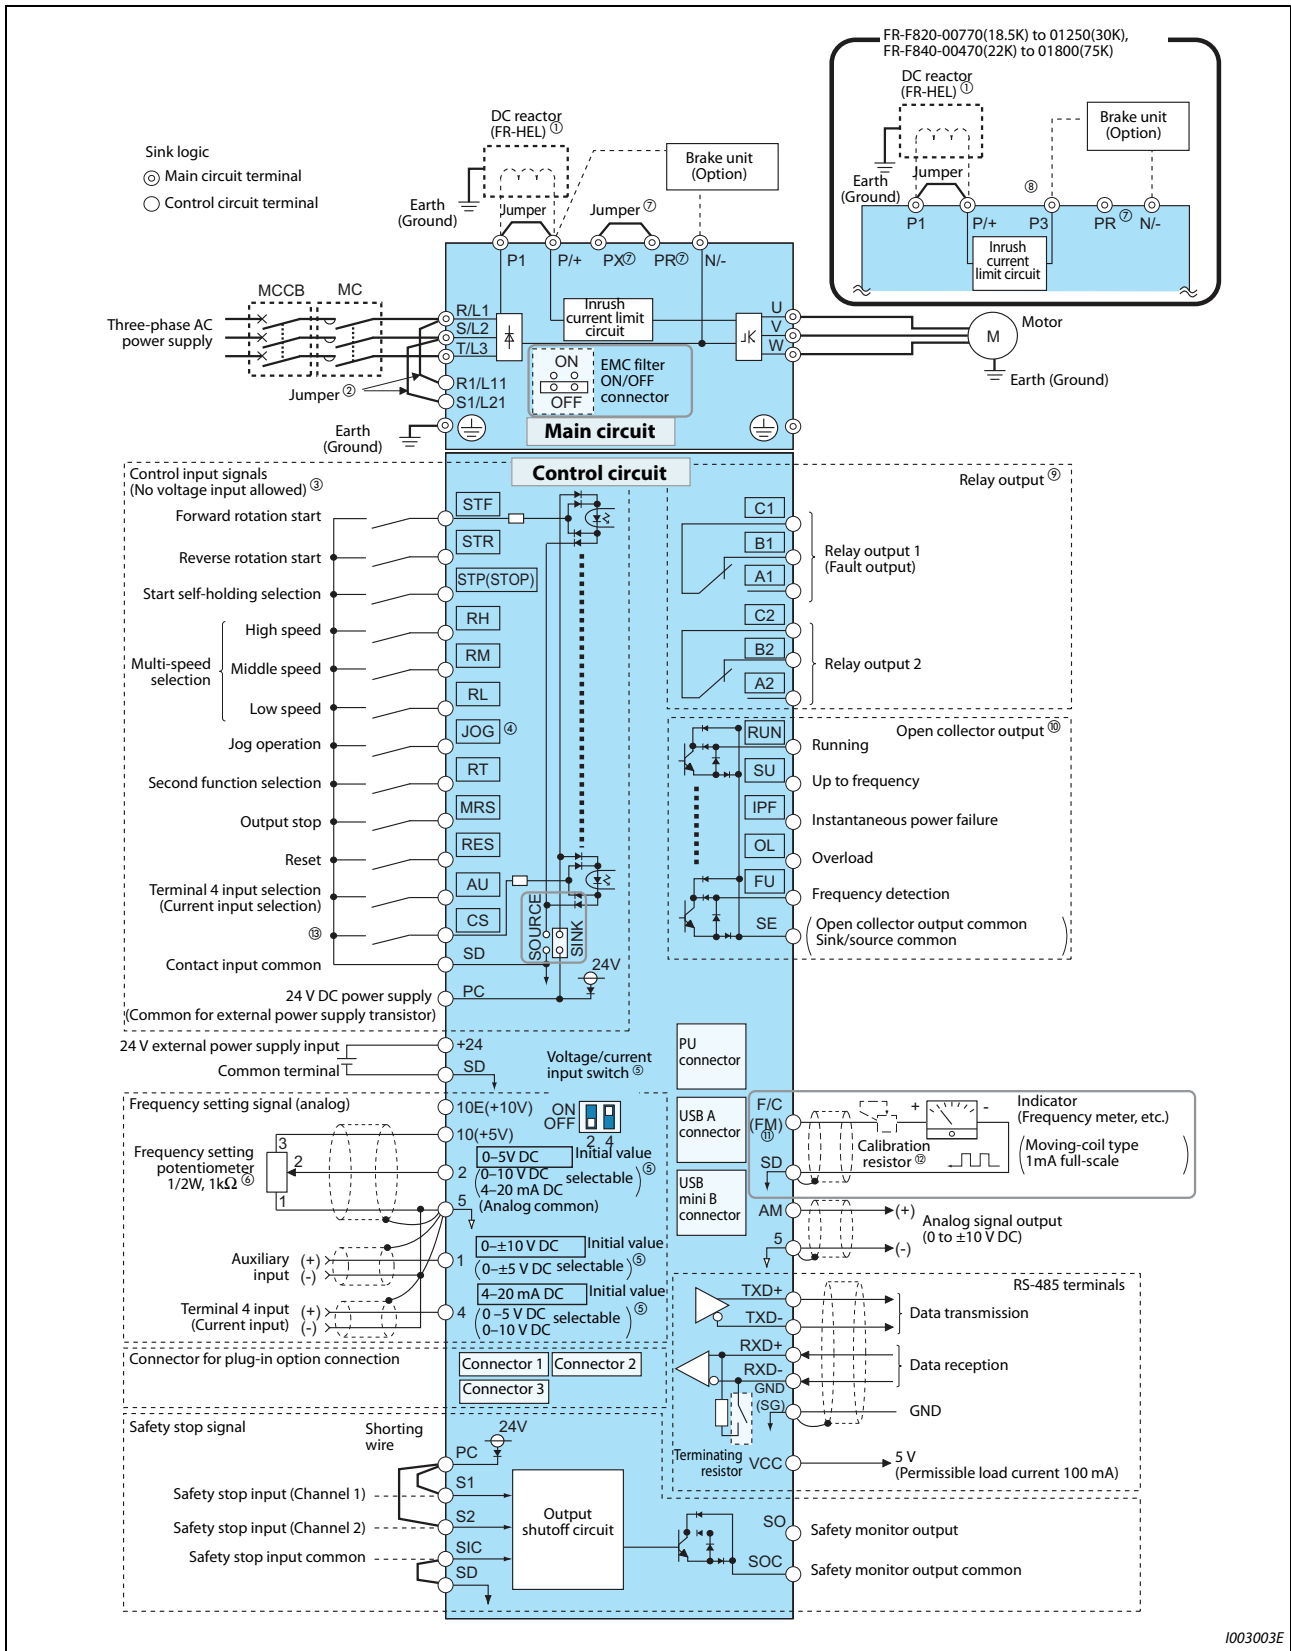 FR-F820-00770(18.5K) to 01250(30K),
FR-F840-00470(22K) to 01800(75K)
DC reactor
(FR-HEL) ①
Brake unit
(Option)
Earth
(Ground)
Jumper
⑧
P1
P/+
P3
PR ⑦
N/-
Inrush
current
limit circuit
Sink logic
Main circuit terminal
Control circuit terminal
DC reactor
(FR-HEL) ①
Brake unit
(Option)
Earth
(Ground)
Jumper
Jumper ⑦
P1
P/+
PX⑦
PR⑦
N/-
MCCB
MC
Three-phase AC
power supply
R/L1
S/L2
T/L3
R1/L11
S1/L21
Jumper ②
Inrush
current limit
circuit
ON
OFF
EMC filter
ON/OFF
connector
U
V
W
M
Motor
Earth (Ground)
Earth
(Ground)
Main circuit
Control circuit
Control input signals
(No voltage input allowed) ③
Forward rotation start
STF
Reverse rotation start
STR
Start self-holding selection
STP(STOP)
Multi-speed
selection
High speed
RH
Middle speed
RM
Low speed
RL
Jog operation
JOG ④
Second function selection
RT
Output stop
MRS
Reset
RES
Terminal 4 input selection
(Current input selection)
AU
⑬
CS
SOURCE
SINK
Contact input common
SD
24V
24 V DC power supply
(Common for external power supply transistor)
PC
Relay output ⑨
C1
B1
A1
Relay output 1
(Fault output)
C2
B2
A2
Relay output 2
Open collector output ⑩
RUN
Running
SU
Up to frequency
IPF
Instantaneous power failure
OL
Overload
FU
Frequency detection
SE
Open collector output common
Sink/source common
24 V external power supply input
+24
Common terminal
SD
Voltage/current
input switch ⑤
PU
connector
USB A
connector
USB
mini B
connector
Frequency setting signal (analog)
10E(+10V)
ON
OFF
2 4
10(+5V)
Frequency setting
potentiometer
1/2W, 1kΩ ⑥
3
2
1
2
0–5V DC
Initial value
0–10 V DC
4–20 mA DC
selectable
⑤
5
(Analog common)
Auxiliary
input
(+)
(-)
1
0–±10 V DC
Initial value
(0–±5 V DC selectable)⑤
Terminal 4 input
(Current input)
(+)
(-)
4
4–20 mA DC
Initial value
0 –5 V DC
0–10 V DC
selectable
⑤
F/C
(FM)
⑪
SD
+
-
Calibration
resistor ⑫
Indicator
(Frequency meter, etc.)
Moving-coil type
1mA full-scale
AM
5
(+)
(-)
Analog signal output
(0 to ±10 V DC)
RS-485 terminals
TXD+
TXD-
Data transmission
RXD+
RXD-
Data reception
GND
(SG)
GND
Terminating
resistor
VCC
5 V
(Permissible load current 100 mA)
Connector for plug-in option connection
Connector 1
Connector 2
Connector 3
Safety stop signal
Shorting
wire
24V
PC
Safety stop input (Channel 1)
S1
Safety stop input (Channel 2)
S2
Safety stop input common
SIC
SD
Output
shutoff circuit
SO
Safety monitor output
SOC
Safety monitor output common
I003003E